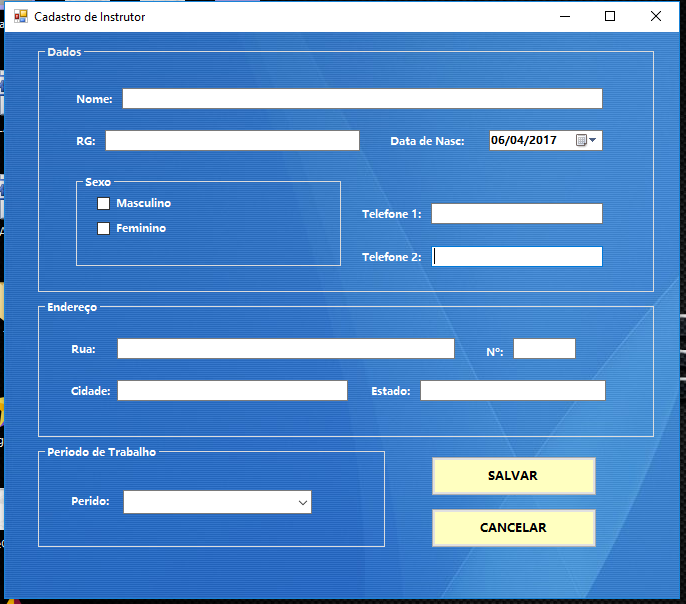 Cadastro de Instrutor
Dados
Nome:
RG:
Data de Nasc:
06/04/2017
Sexo
Masculino
Feminino
Telefone 1:
Telefone 2:
Endereço
Rua:
Nº:
Cidade:
Estado:
Periodo de Trabalho
Perido:
SALVAR
CANCELAR